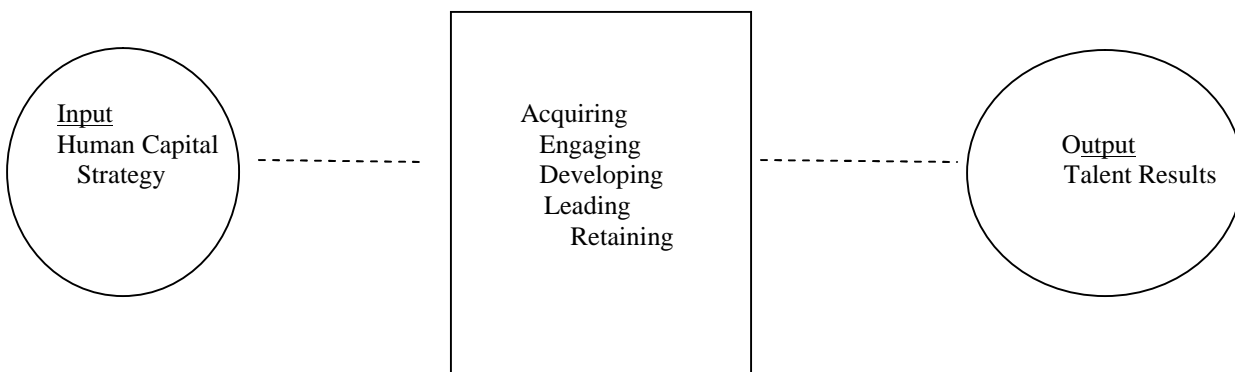 Input
Human Capital
Strategy
Acquiring
Engaging
Developing
Leading
Retaining
Output
Talent Results